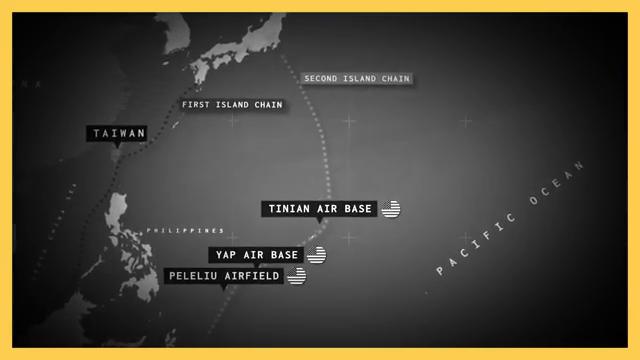 SECOND ISLAND CHAIN
FIRST ISLAND CHAIN
TAIWAN
PACIFIC OCEAN
TINIAN AIR BASE
PHILIPPINES
YAP AIR BASE
PELELIU AIRFIELD